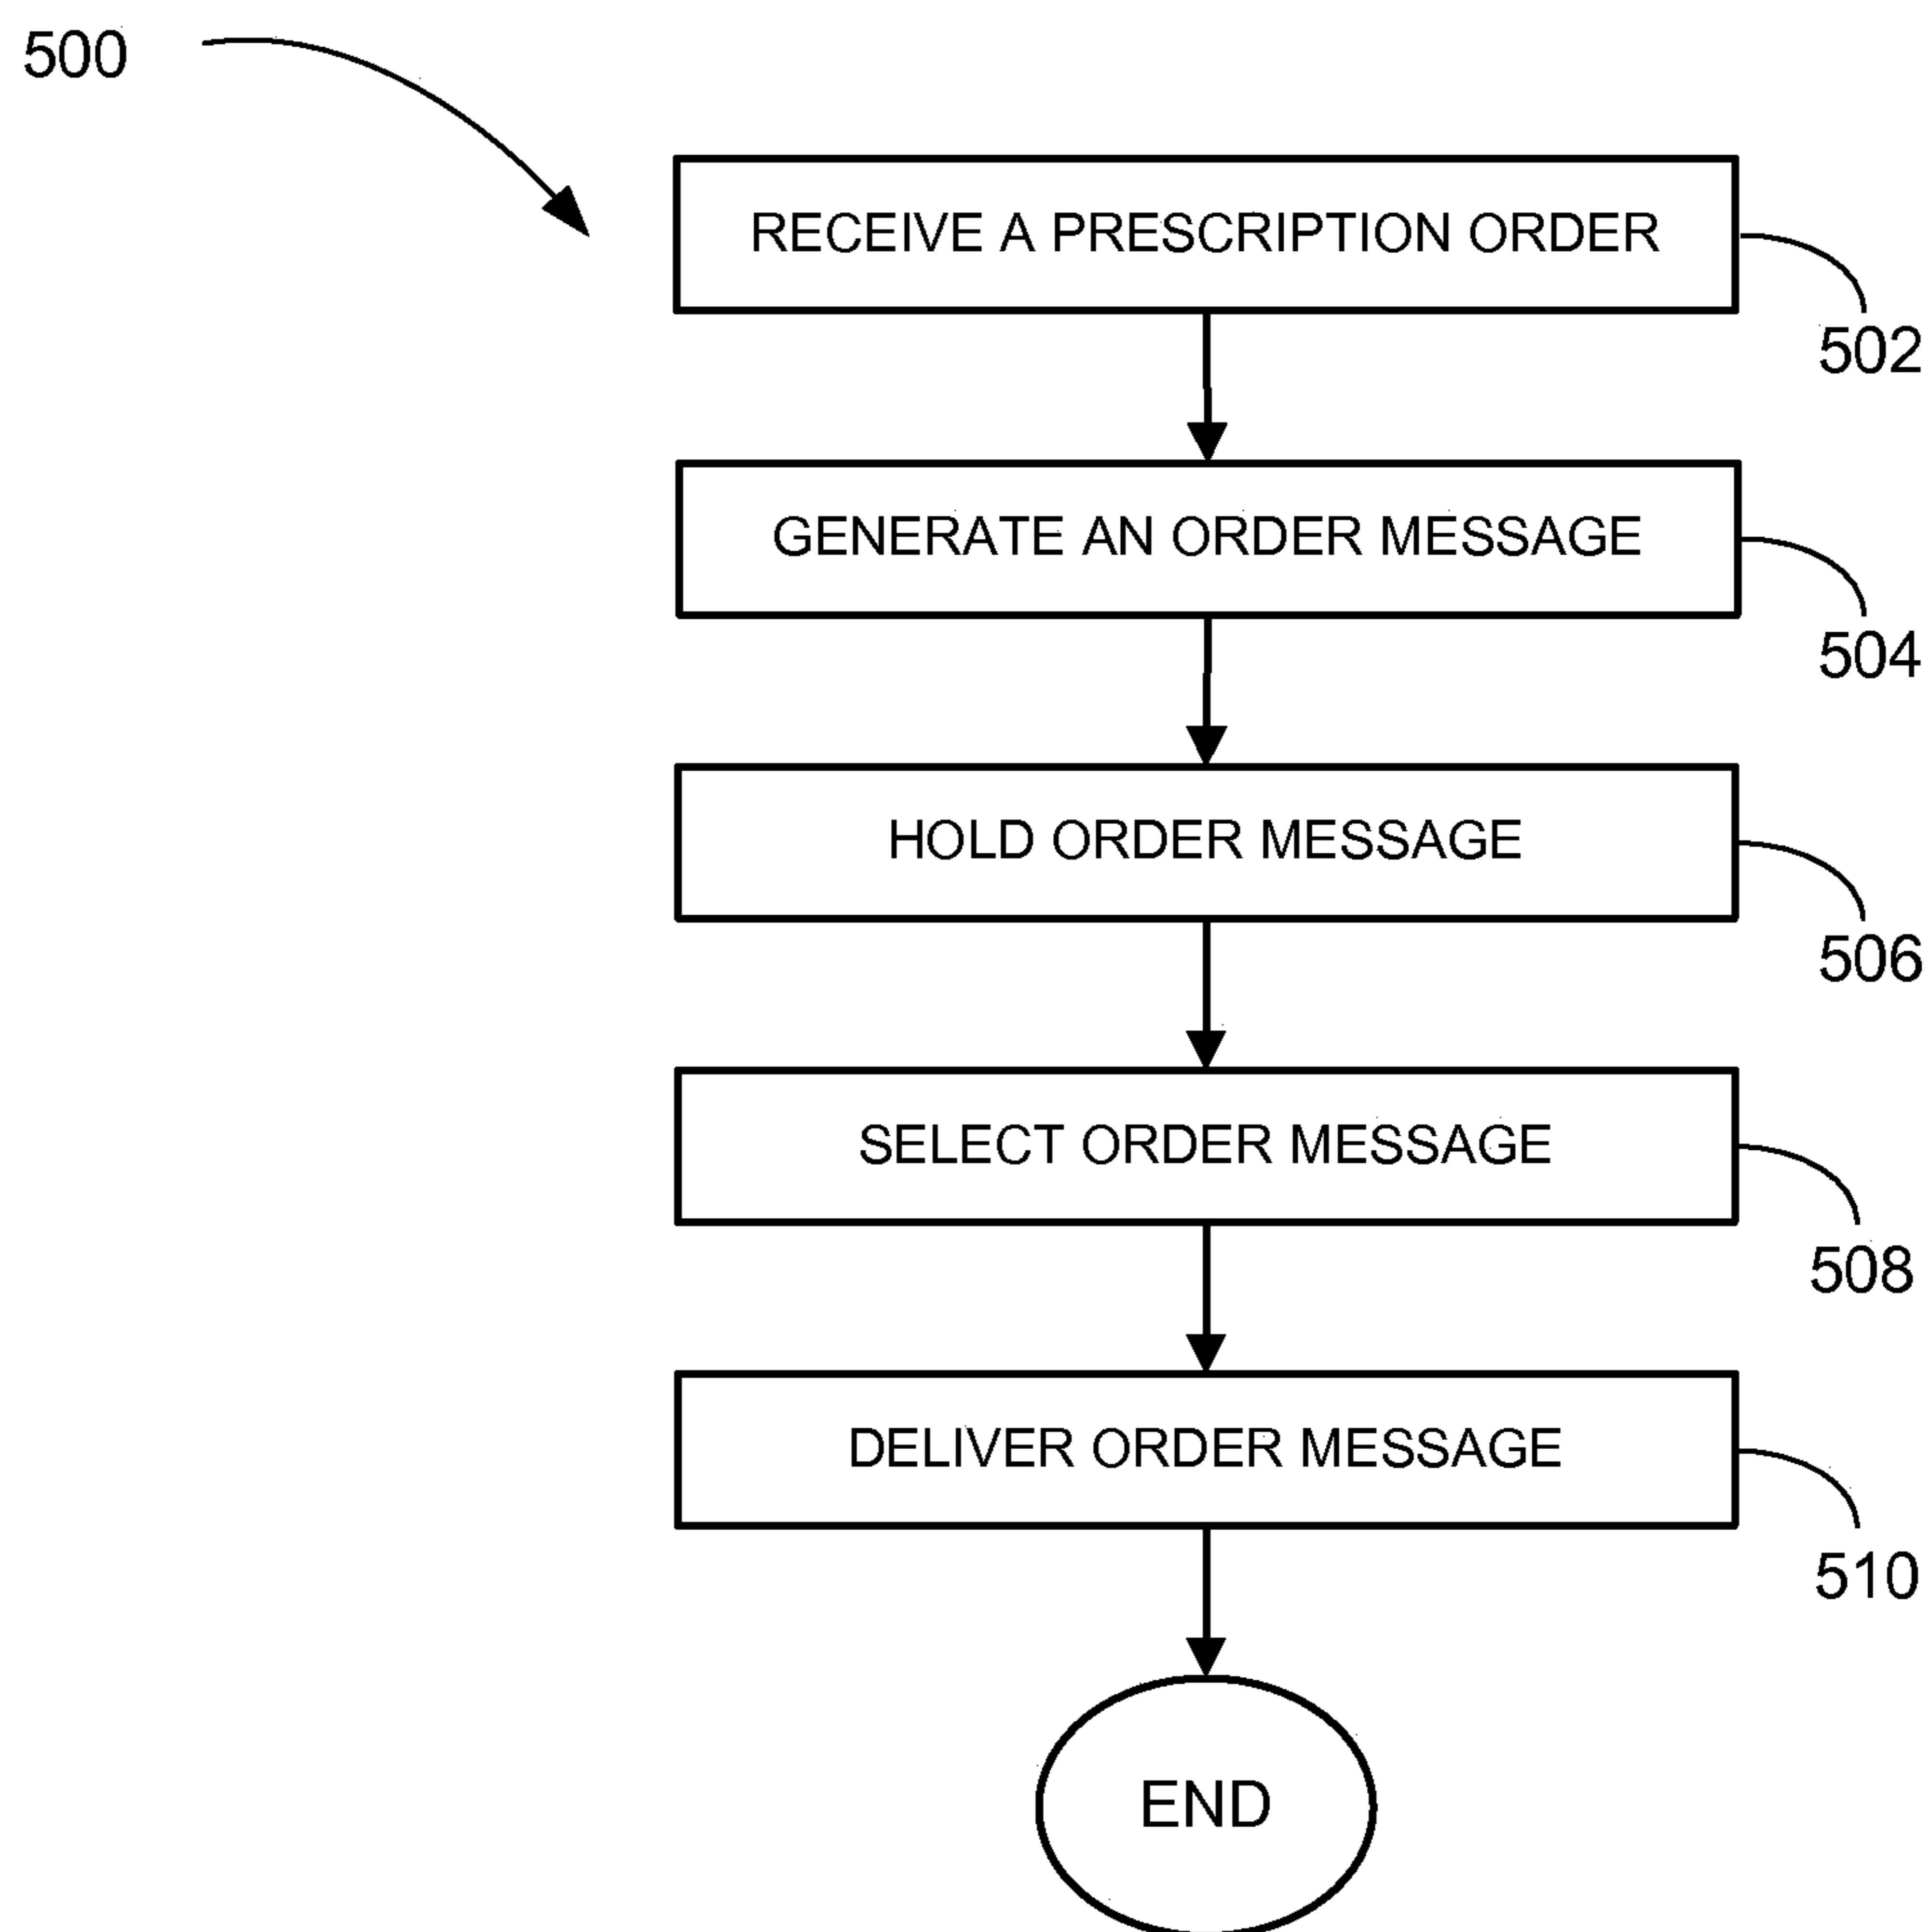 500
RECEIVE A PRESCRIPTION ORDER
502
GENERATE AN ORDER MESSAGE
504
HOLD ORDER MESSAGE
506
SELECT ORDER MESSAGE
508
DELIVER ORDER MESSAGE
510
END